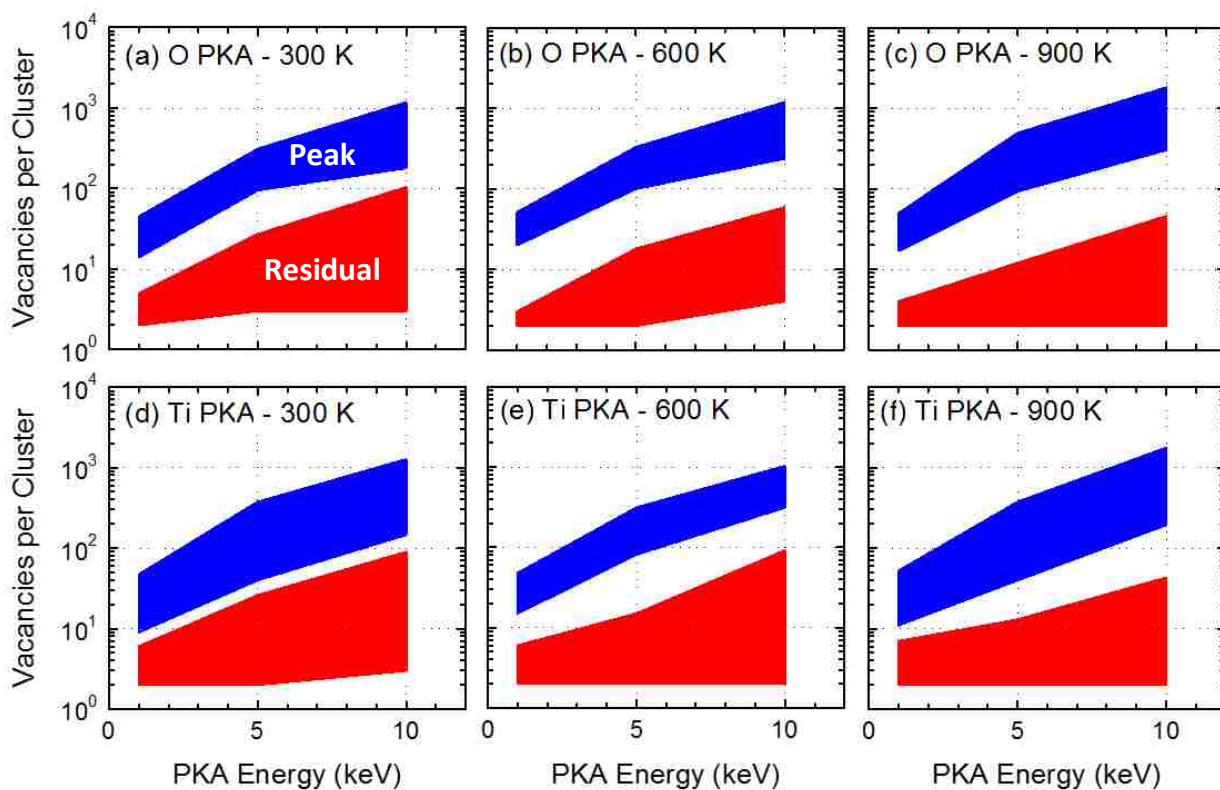 (a) O PKA - 300 K
(b) O PKA - 600 K
(c) O PKA - 900 K
Vacancies per Cluster
10⁴
10³
10²
10¹
10⁰
Peak
Residual
(d) Ti PKA - 300 K
(e) Ti PKA - 600 K
(f) Ti PKA - 900 K
Vacancies per Cluster
10⁴
10³
10²
10¹
10⁰
0 5 10
0 5 10
0 5 10
PKA Energy (keV)
PKA Energy (keV)
PKA Energy (keV)